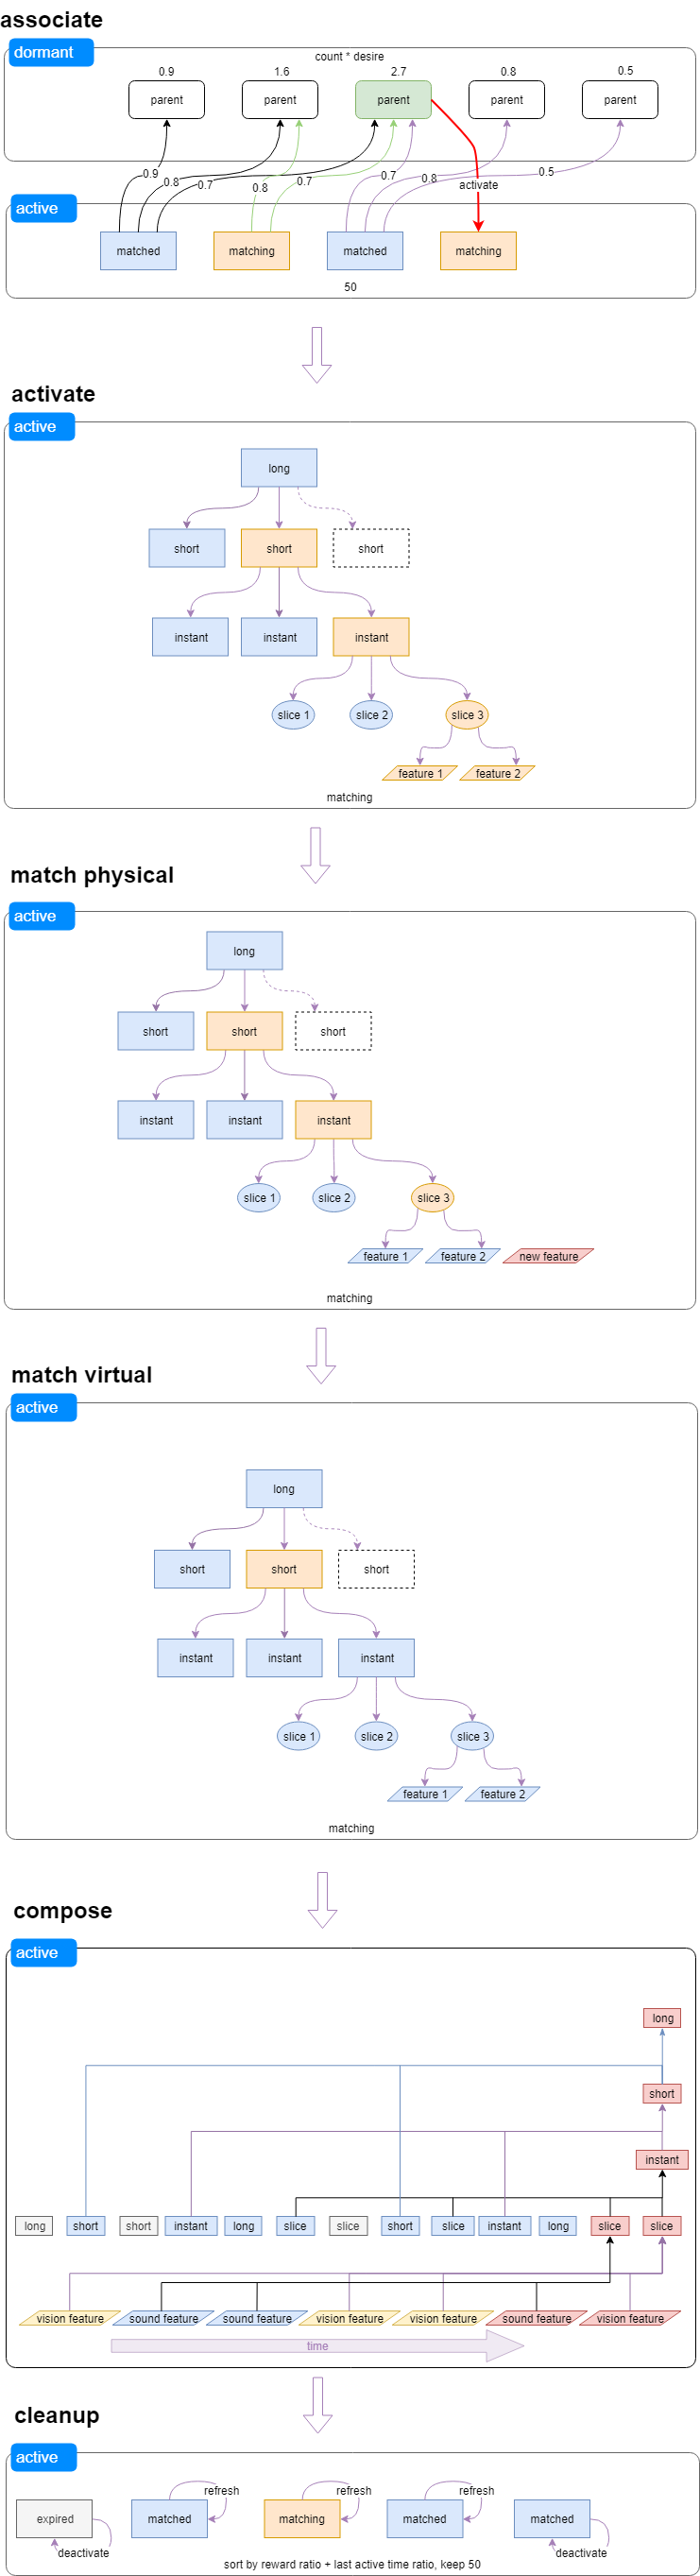 associate
dormant
count * desire
0.9 1.6 2.7 0.8 0.5
parent parent parent parent parent
0.9 0.8 0.7 0.8 0.7 0.7 0.8 0.5
activate
active
matched matching matched matching
50
activate
active
long
short short short
instant instant instant
slice 1 slice 2 slice 3
feature 1 feature 2
matching
match physical
active
long
short short short
instant instant instant
slice 1 slice 2 slice 3
feature 1 feature 2 new feature
matching
match virtual
active
long
short short short
instant instant instant
slice 1 slice 2 slice 3
feature 1 feature 2
matching
compose
active
long
short
instant
long short short instant long slice slice short slice instant long slice slice
vision feature sound feature sound feature vision feature vision feature sound feature vision feature
time
cleanup
active
refresh refresh refresh
expired matched matching matched matched
deactivate deactivate
sort by reward ratio + last active time ratio, keep 50